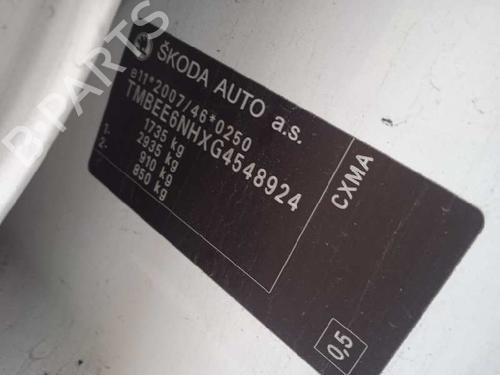 ŠKODA AUTO a.s.
e11*2007/46*0250
TMBEE6NHXG4548924
1735 kg
2935 kg
1- 910 kg
2- 850 kg
CXMA
0,5
B PARTS